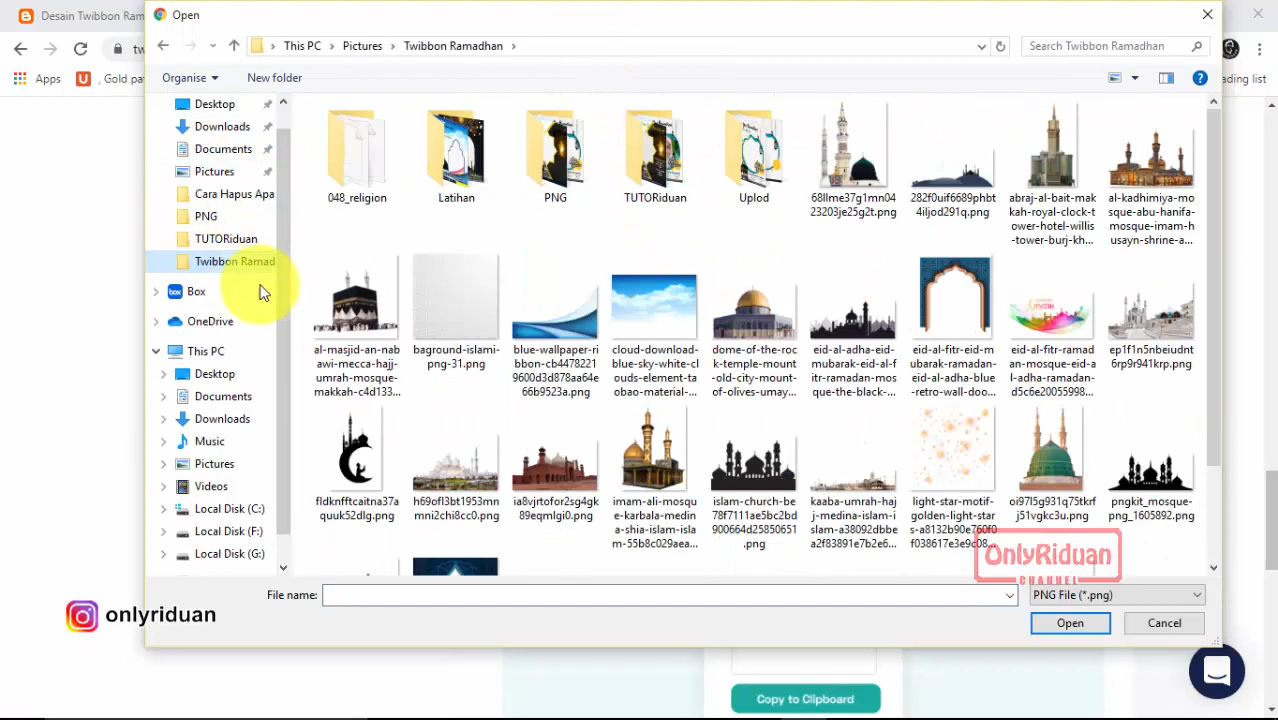 Desain Twibbon Ram
Open
tw
This PC
Pictures
Twibbon Ramadhan
Search Twibbon Ramadhan
Apps
, Gold pa
ding list
Organise
New folder
Desktop
Downloads
Documents
Pictures
Cara Hapus Apa
PNG
TUTORiduan
Twibbon Ramad
Box
OneDrive
This PC
Desktop
Documents
Downloads
Music
Pictures
Videos
Local Disk (C:)
Local Disk (F:)
Local Disk (G:)
048_religion
Latihan
PNG
TUTORiduan
Uplod
68llme37g1mn04
23203je25g2t.png
282f0uif6689phbt
4iljod291q.png
abraj-al-bait-mak
kah-royal-clock-t
ower-hotel-willis
-tower-burj-kh...
al-kadhimiya-m
osque-abu-hanifa-
mosque-imam-h
usayn-shrine-a...
al-masjid-an-nab
awi-mecca-hajj-
umrah-mosque-
makkah-c4d133...
baground-islami-
png-31.png
blue-wallpaper-ri
bbon-cb4478221
9600d3d878aa64e
66b9523a.png
cloud-download-
blue-sky-white-c
louds-element-ta
obao-material-...
dome-of-the-roc
k-temple-mount
-old-city-mount-
of-olives-umay...
eid-al-adha-eid-
mubarak-eid-al-f
itr-ramadan-mos
que-the-black-...
eid-al-fitr-eid-m
ubarak-ramadan-
eid-al-adha-blue
-retro-wall-doo...
eid-al-fitr-ramad
an-mosque-eid-a
l-adha-ramadan-
d5c6e20055998...
ep1f1n5nbeiudnt
6rp9r941krp.png
fldknfftcaitna37a
quuk52dlg.png
h69ofl3bt1953mn
mni2chi8cc0.png
ia8vjrtofor2sg4gk
89eqmlgi0.png
imam-ali-mosqu
e-karbala-medin
a-shia-islam-isla
m-55b8c029aea...
islam-church-be
78f7111ae5bc2bd
900664d25850651
.png
kaaba-umrah-haj
j-medina-islam-i
slam-a38092dbbe
a2f83891e7b2e6...
light-star-motif-
golden-light-star
s-a8132b90e760f0
f038617e3e9c08...
oi97l5g931q75tkrf
j51vgkc3u.png
pngkit_mosque-
png_1605892.png
OnlyRiduan
CHANNEL
File name:
PNG File (*.png)
Open
Cancel
onlyriduan
Copy to Clipboard